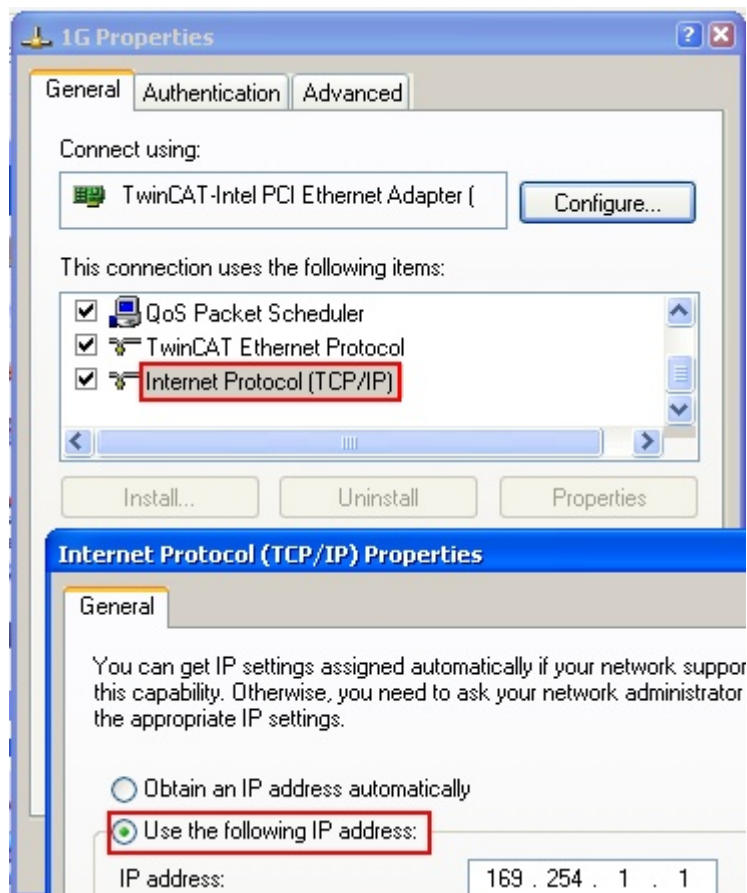 1G Properties
General Authentication Advanced
Connect using:
TwinCAT-Intel PCI Ethernet Adapter (
Configure...
This connection uses the following items:
QoS Packet Scheduler
TwinCAT Ethernet Protocol
Internet Protocol (TCP/IP)
Install... Uninstall Properties
Internet Protocol (TCP/IP) Properties
General
You can get IP settings assigned automatically if your network suppor
this capability. Otherwise, you need to ask your network administrator
the appropriate IP settings.
Obtain an IP address automatically
Use the following IP address:
IP address: 169 . 254 . 1 . 1